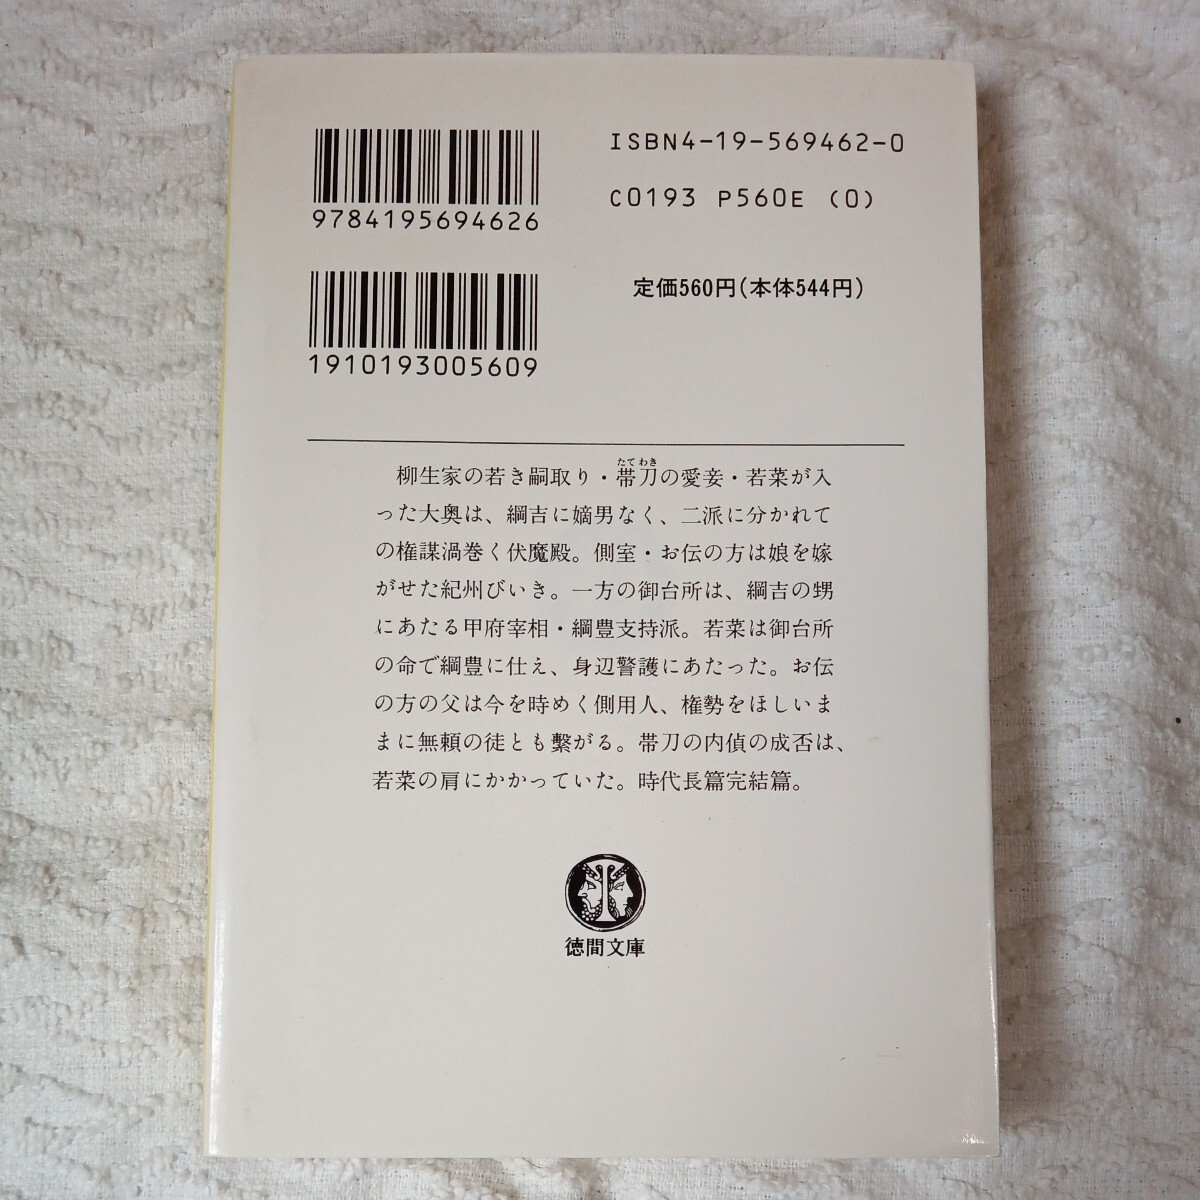 ISBN4-19-569462-0
9784195694626
C0193 P560E (0)
定価560円(本体544円)
1910193005609
柳生家の若き嗣取り・帯刀の愛妾・若菜が入
たてわき
った大奥は、綱吉に嫡男なく、二派に分かれて
の権謀渦巻く伏魔殿。側室・お伝の方は娘を嫁
がせた紀州びいき。一方の御台所は、綱吉の甥
にあたる甲府宰相・綱豊支持派。若菜は御台所
の命で綱豊に仕え、身辺警護にあたった。お伝
の方の父は今を時めく側用人、権勢をほしいま
まに無頼の徒とも繫がる。帯刀の内偵の成否は、
若菜の肩にかかっていた。時代長篇完結篇。
徳間文庫